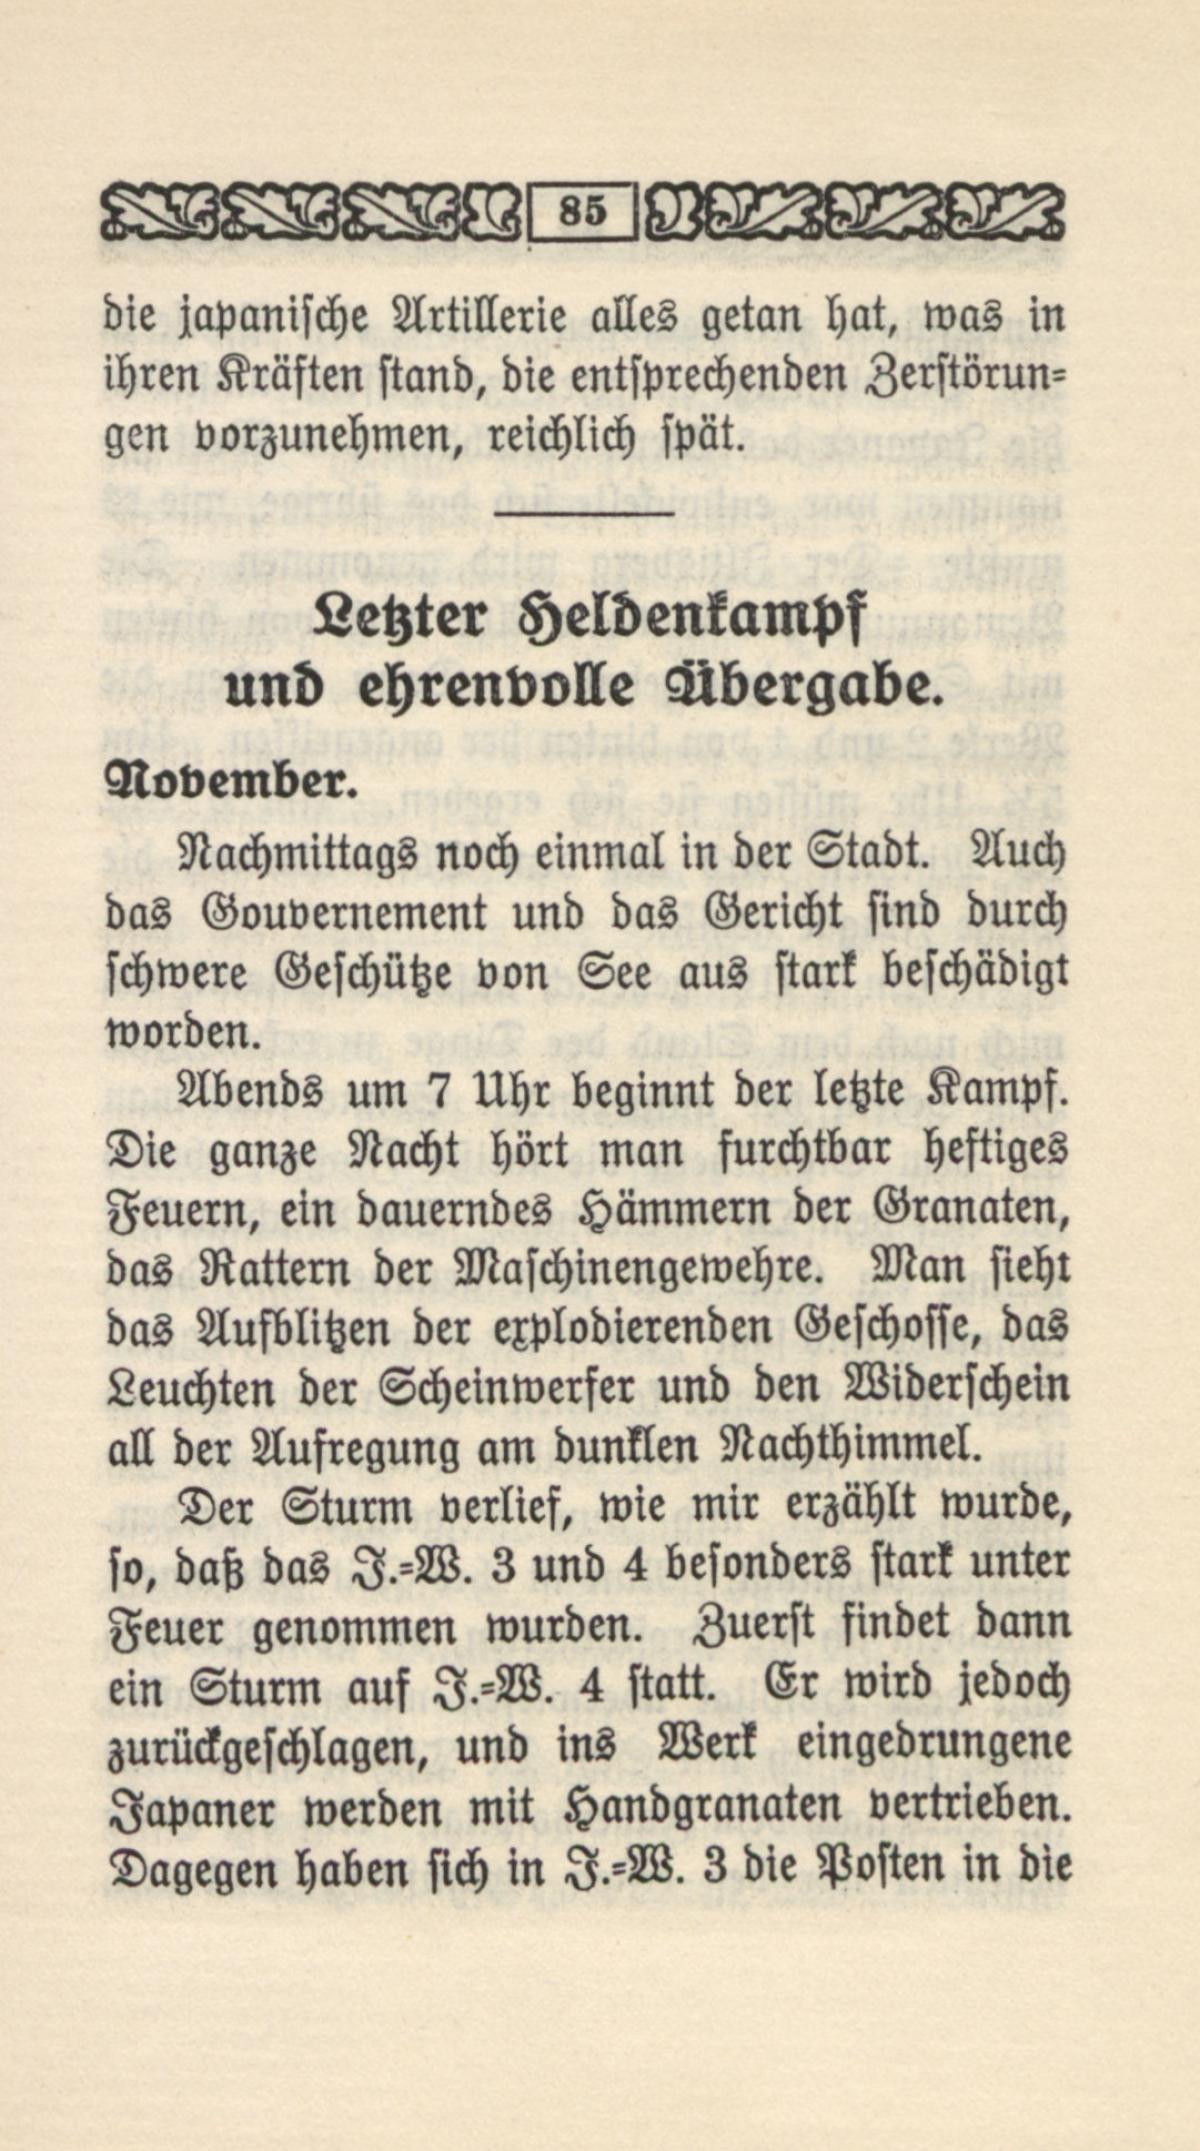 85
die japanische Artillerie alles getan hat, was in
ihren Kräften stand, die entsprechenden Zerstörun-
gen vorzunehmen, reichlich spät.
Letzter Heldenkampf
und ehrenvolle Übergabe.
November.
Nachmittags noch einmal in der Stadt. Auch
das Gouvernement und das Gericht sind durch
schwere Geschütze von See aus stark beschädigt
worden.
Abends um 7 Uhr beginnt der letzte Kampf.
Die ganze Nacht hört man furchtbar heftiges
Feuern, ein dauerndes Hämmern der Granaten,
das Rattern der Maschinengewehre. Man sieht
das Aufblitzen der explodierenden Geschosse, das
Leuchten der Scheinwerfer und den Widerschein
all der Aufregung am dunklen Nachthimmel.
Der Sturm verlief, wie mir erzählt wurde,
so, daß das J.-W. 3 und 4 besonders stark unter
Feuer genommen wurden. Zuerst findet dann
ein Sturm auf J.-W. 4 statt. Er wird jedoch
zurückgeschlagen, und ins Werk eingedrungene
Japaner werden mit Handgranaten vertrieben.
Dagegen haben sich in J.-W. 3 die Posten in die